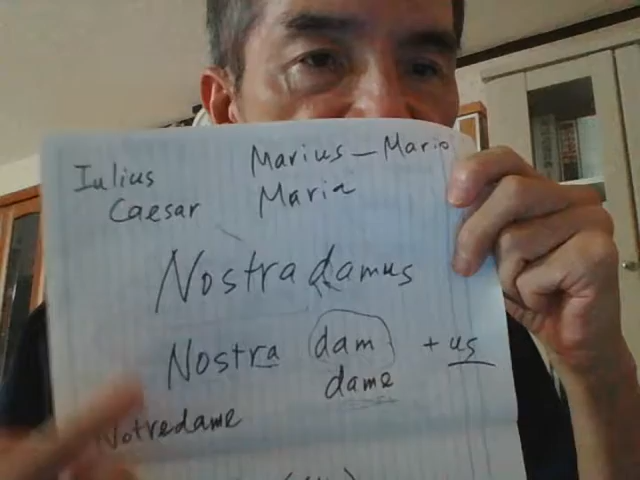 Iulius
Caesar
Marius - Mario
Maria
Nostradamus
Nostra dam + us
dame
Notredame